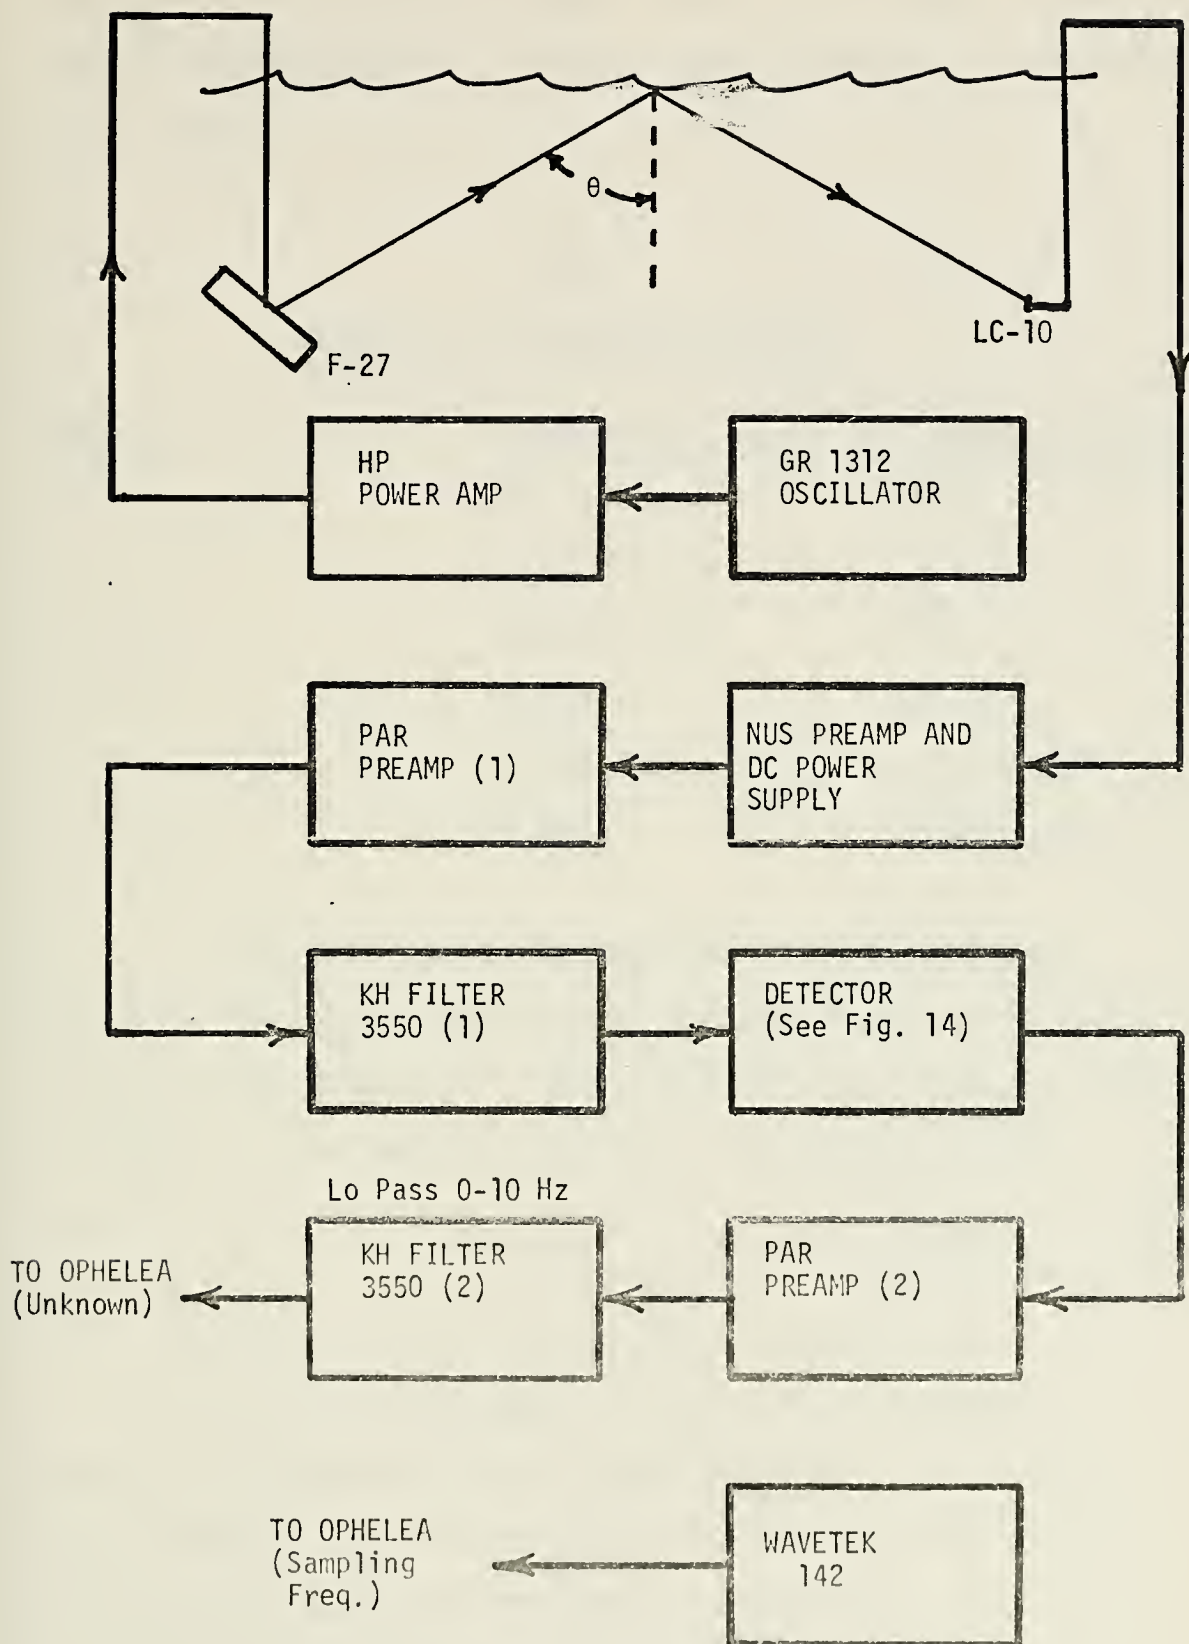 θ
F-27
LC-10
HP
POWER AMP
GR 1312
OSCILLATOR
PAR
PREAMP (1)
NUS PREAMP AND
DC POWER
SUPPLY
KH FILTER
3550 (1)
DETECTOR
(See Fig. 14)
Lo Pass 0-10 Hz
TO OPHELEA
(Unknown)
KH FILTER
3550 (2)
PAR
PREAMP (2)
TO OPHELEA
(Sampling
Freq.)
WAVETEK
142